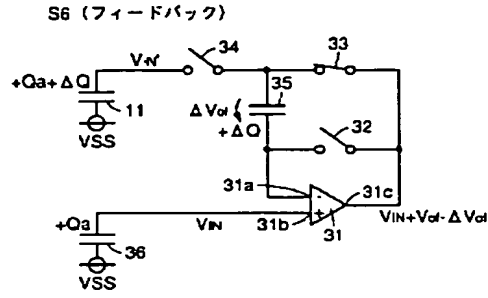 S6 (フィードバック)
34
33
VIN'
+Qa+ΔQ
35
11
ΔVof
+ΔQ
32
VSS
31a
31c
+Qa
VIN
31b
31
VIN+Vof-ΔVof
36
VSS